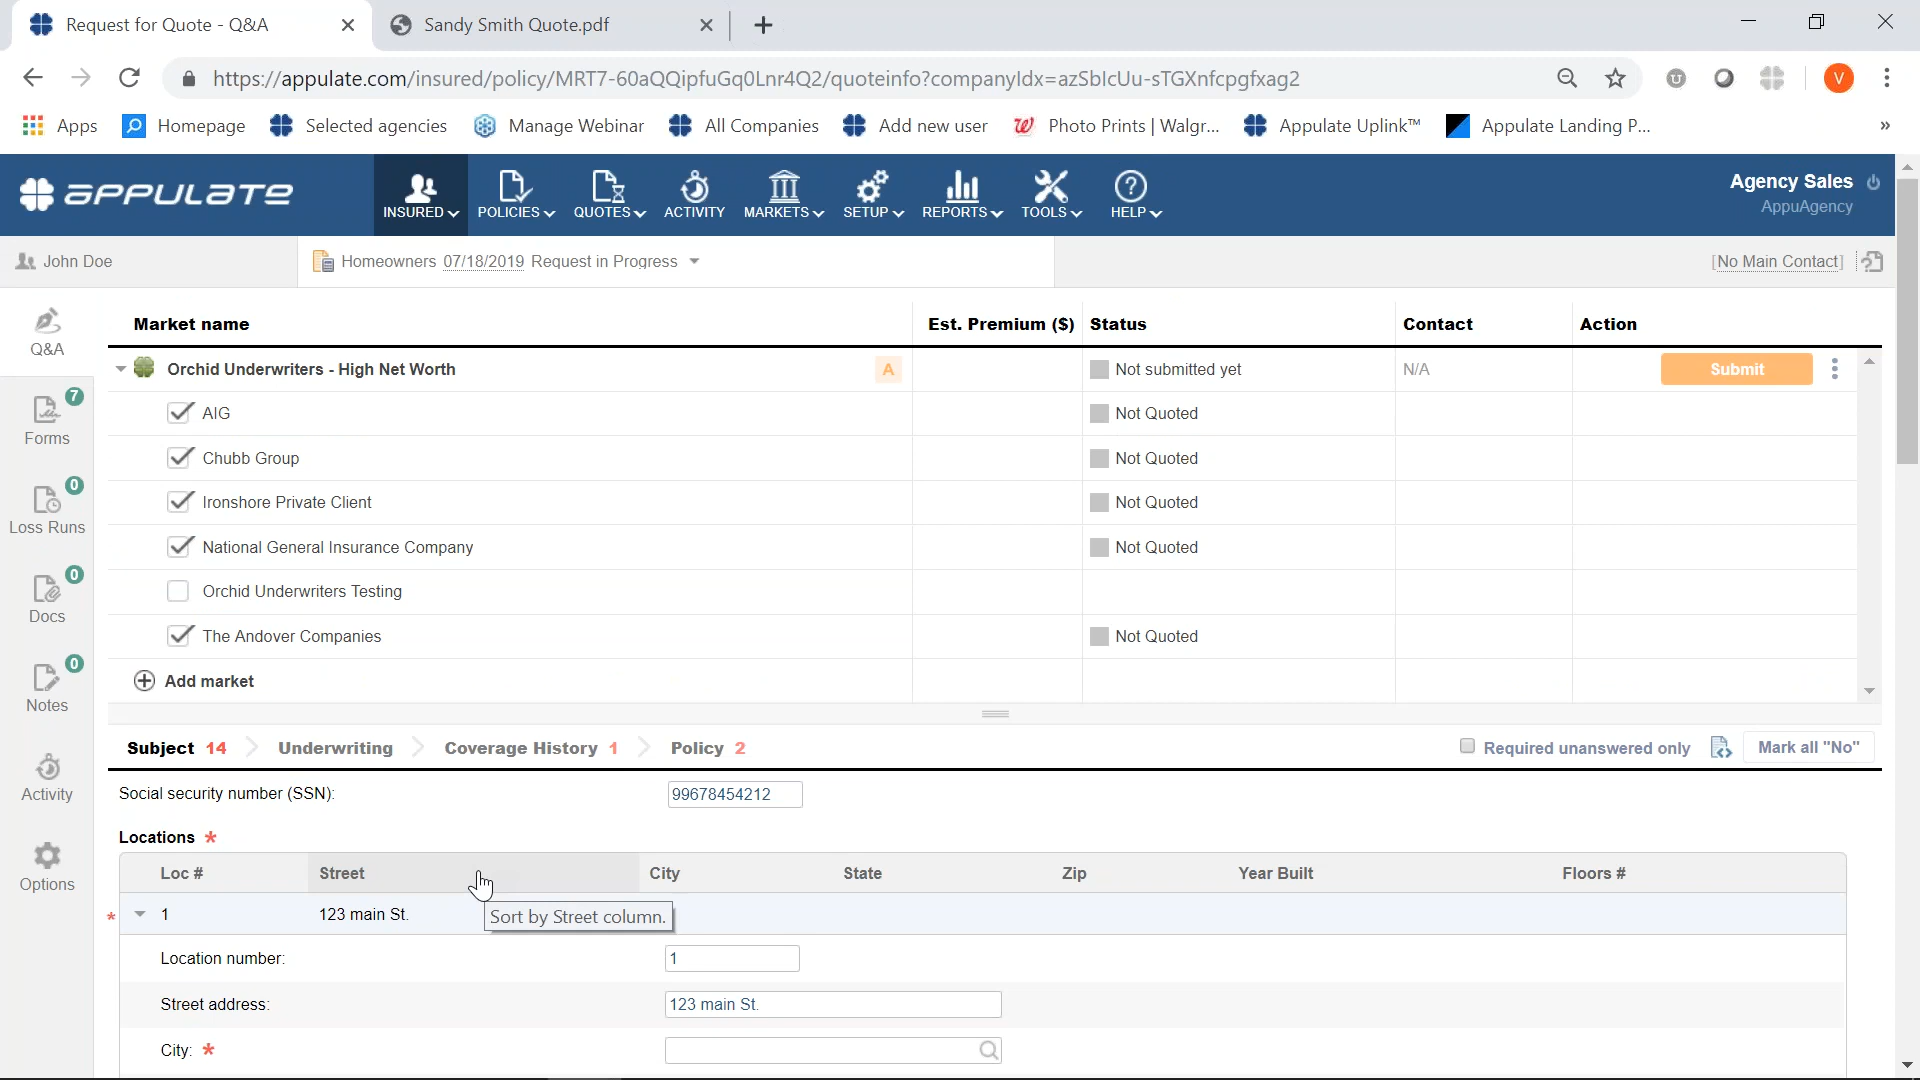 Request for Quote - Q&A
Sandy Smith Quote.pdf
https://appulate.com/insured/policy/MRT7-60aQQipfuGq0Lnr4Q2/quoteinfo?companyIdx=azSbIcUu-sTGXnfcpgfxag2
V
Apps
Homepage
Selected agencies
Manage Webinar
All Companies
Add new user
Photo Prints | Walgr...
Appulate Uplink™
Appulate Landing P...
»
APPULATE
INSURED
POLICIES
QUOTES
ACTIVITY
MARKETS
SETUP
REPORTS
TOOLS
HELP
Agency Sales
AppuAgency
John Doe
Homeowners 07/18/2019 Request in Progress
[No Main Contact]
Q&A
Forms 7
Loss Runs 0
Docs 0
Notes 0
Activity
Options
Market name Est. Premium ($) Status Contact Action
Orchid Underwriters - High Net Worth A Not submitted yet N/A Submit
AIG Not Quoted
Chubb Group Not Quoted
Ironshore Private Client Not Quoted
National General Insurance Company Not Quoted
Orchid Underwriters Testing
The Andover Companies Not Quoted
Add market
Subject 14 Underwriting Coverage History 1 Policy 2 Required unanswered only Mark all "No"
Social security number (SSN): 99678454212
Locations *
Loc # Street City State Zip Year Built Floors #
* 1 123 main St.
Sort by Street column.
Location number: 1
Street address: 123 main St.
City: *